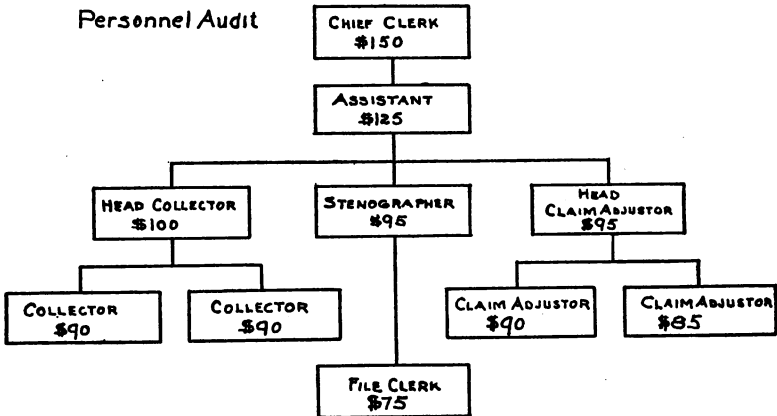 Personnel Audit
CHIEF CLERK
$150
ASSISTANT
$125
HEAD COLLECTOR
$100
STENOGRAPHER
$95
HEAD
CLAIM ADJUSTOR
$95
COLLECTOR
$90
COLLECTOR
$90
CLAIM ADJUSTOR
$90
CLAIM ADJUSTOR
$85
FILE CLERK
$75